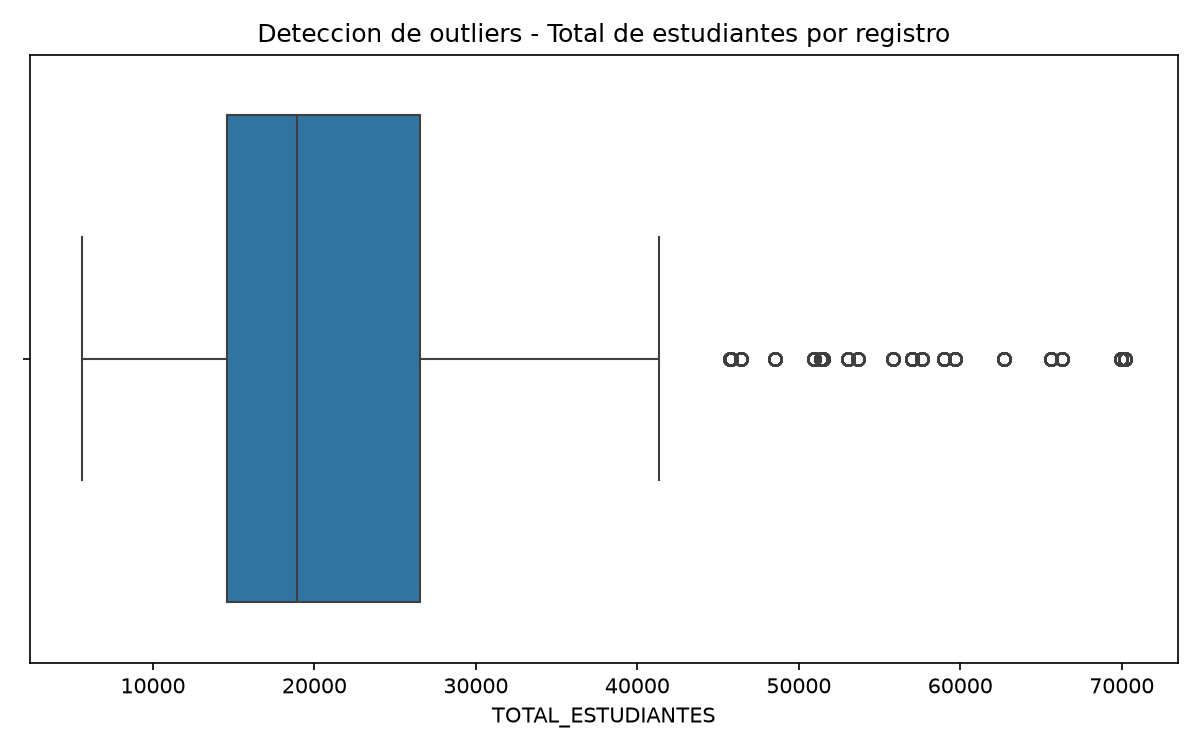 Deteccion de outliers - Total de estudiantes por registro
10000 20000 30000 40000 50000 60000 70000
TOTAL_ESTUDIANTES